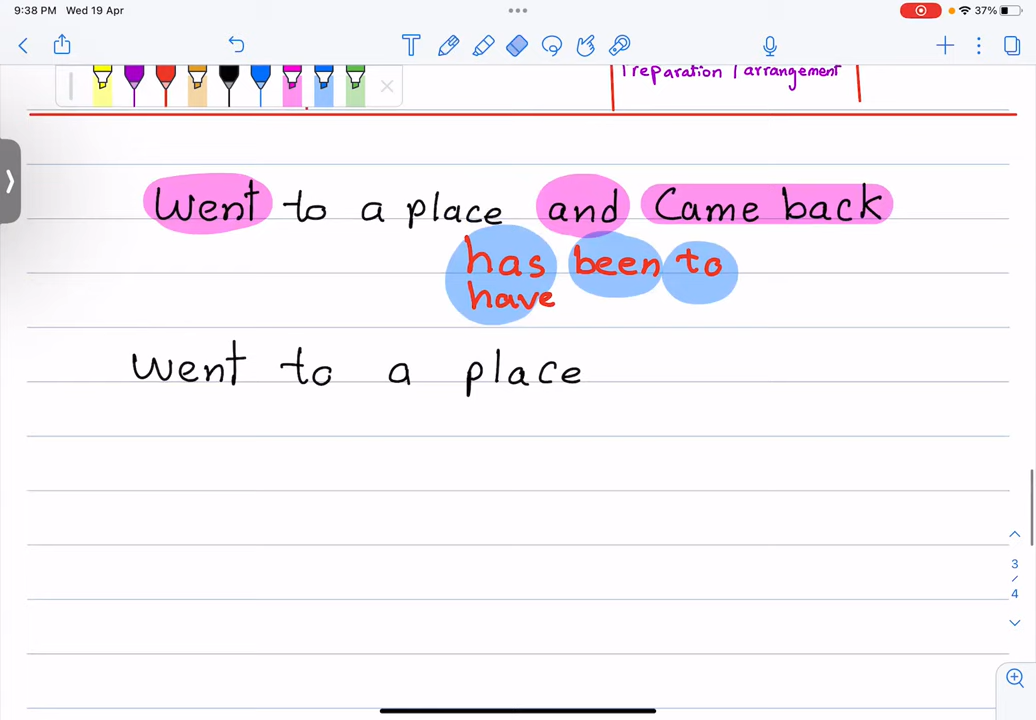 9:38 PM Wed 19 Apr
37%
T
Preparation / arrangement
Went to a place and Came back
has been to
have
Went to a place
3
/
4